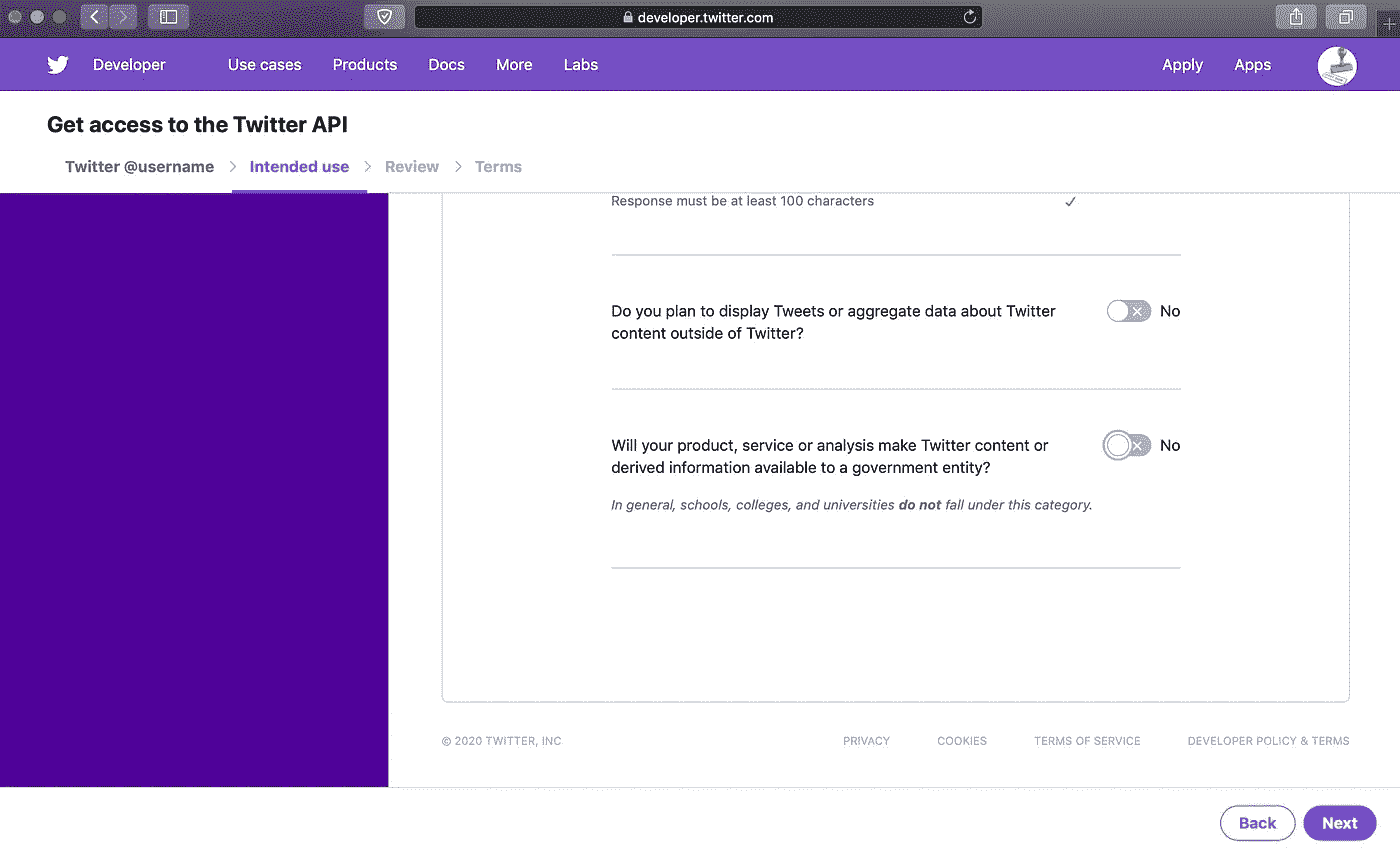 developer.twitter.com
Developer Use cases Products Docs More Labs Apply Apps
Get access to the Twitter API
Twitter @username > Intended use > Review > Terms
Response must be at least 100 characters
Do you plan to display Tweets or aggregate data about Twitter
content outside of Twitter?
No
Will your product, service or analysis make Twitter content or
derived information available to a government entity?
No
In general, schools, colleges, and universities do not fall under this category.
© 2020 TWITTER, INC PRIVACY COOKIES TERMS OF SERVICE DEVELOPER POLICY & TERMS
Back Next